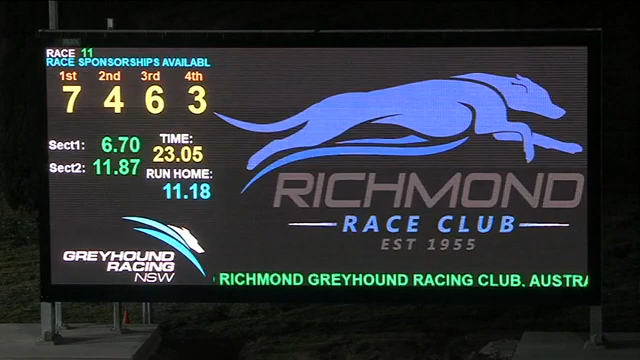 RACE 11
RACE SPONSORSHIPS AVAILABL
1st 2nd 3rd 4th
7 4 6 3
Sect1: 6.70
Sect2: 11.87
TIME:
23.05
RUN HOME:
11.18
RICHMOND
RACE CLUB
EST 1955
GREYHOUND
RACING
NSW
RICHMOND GREYHOUND RACING CLUB, AUSTRA